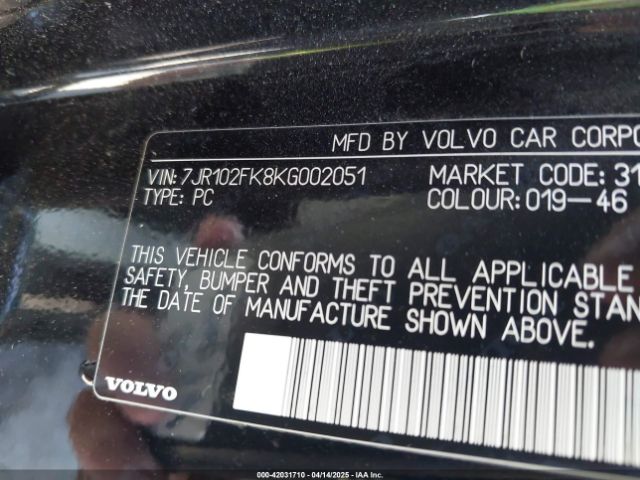 MFD BY VOLVO CAR CORPO
VIN: 7JR102FK8KG002051 MARKET CODE: 31
TYPE: PC COLOUR: 019-46
THIS VEHICLE CONFORMS TO ALL APPLICABLE
SAFETY, BUMPER AND THEFT PREVENTION STAN
THE DATE OF MANUFACTURE SHOWN ABOVE.
VOLVO
000-42031710 04/14/2025 - IAAI.com